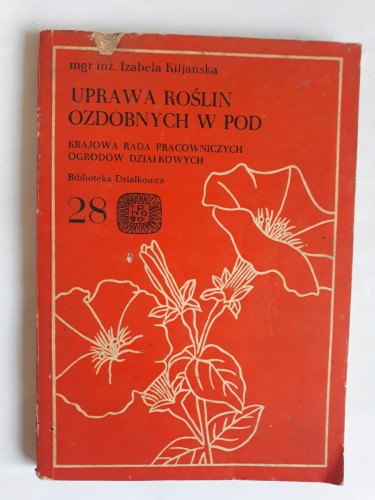 mgr inż. Izabela Kiljańska
UPRAWA ROŚLIN
OZDOBNYCH W POD
KRAJOWA RADA PRACOWNICZYCH
OGRODÓW DZIAŁKOWYCH
Biblioteka Działkowca
28